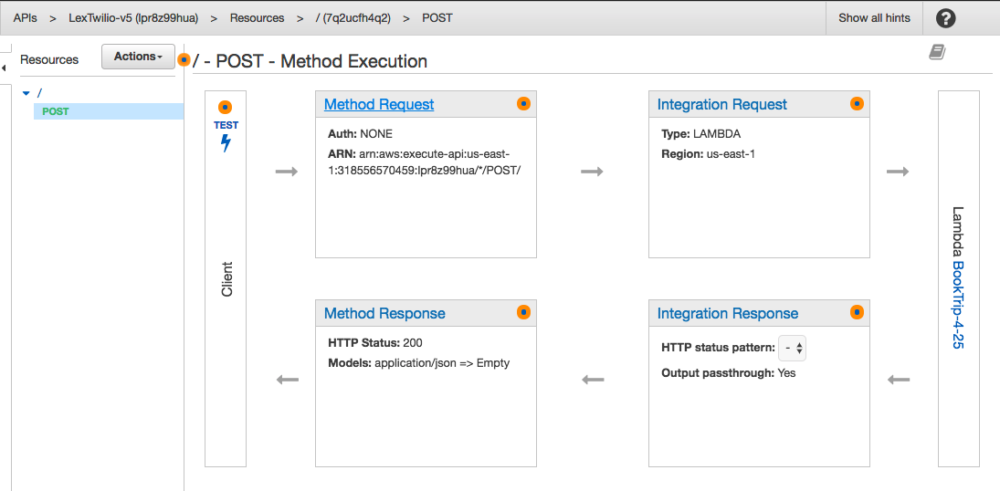 APIs > LexTwilio-v5 (lpr8z99hua) > Resources > / (7q2ucfh4q2) > POST Show all hints ?
Resources Actions
/ - POST - Method Execution
/
POST
TEST
Client
Method Request
Auth: NONE
ARN: arn:aws:execute-api:us-east-
1:318556570459:lpr8z99hua/*/POST/
Integration Request
Type: LAMBDA
Region: us-east-1
Lambda BookTrip-4-25
Method Response
HTTP Status: 200
Models: application/json => Empty
Integration Response
HTTP status pattern: -
Output passthrough: Yes